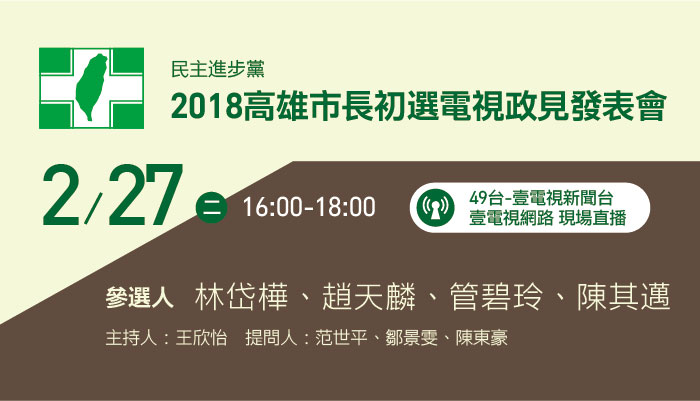 民主進步黨
2018高雄市長初選電視政見發表會
2/27 二 16:00-18:00
49台-壹電視新聞台
壹電視網路 現場直播
參選人 林岱樺、趙天麟、管碧玲、陳其邁
主持人：王欣怡 提問人：范世平、鄒景雯、陳東豪